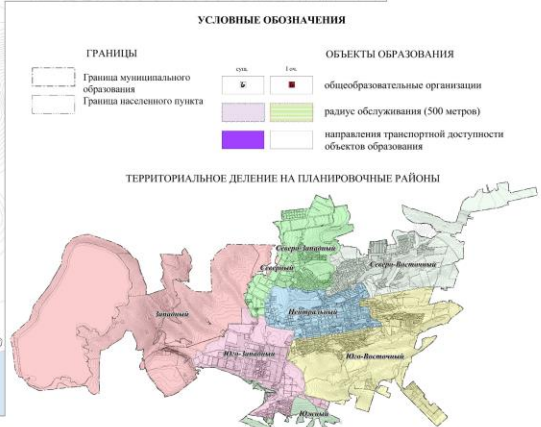 УСЛОВНЫЕ ОБОЗНАЧЕНИЯ
ГРАНИЦЫ
Граница муниципального
образования
Граница населенного пункта
ОБЪЕКТЫ ОБРАЗОВАНИЯ
сущ. I оч.
общеобразовательные организации
радиус обслуживания (500 метров)
направления транспортной доступности
объектов образования
ТЕРРИТОРИАЛЬНОЕ ДЕЛЕНИЕ НА ПЛАНИРОВОЧНЫЕ РАЙОНЫ
Северо-Западный
Северный
Северо-Восточный
Западный
Центральный
Юго-Западный
Юго-Восточный
Южный